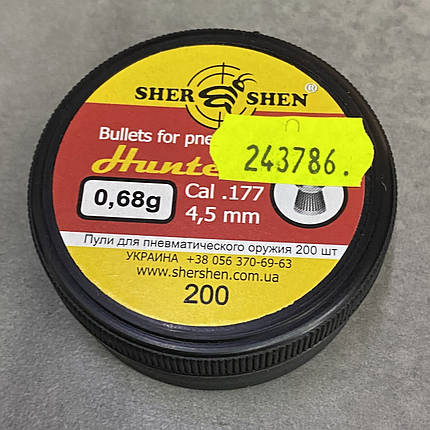 SHER SHEN ®
Bullets for pne
Hunte
243786.
0,68g
Cal .177
4,5 mm
Пули для пневматического оружия 200 шт
УКРАИНА +38 056 370-69-63
www.shershen.com.ua
200